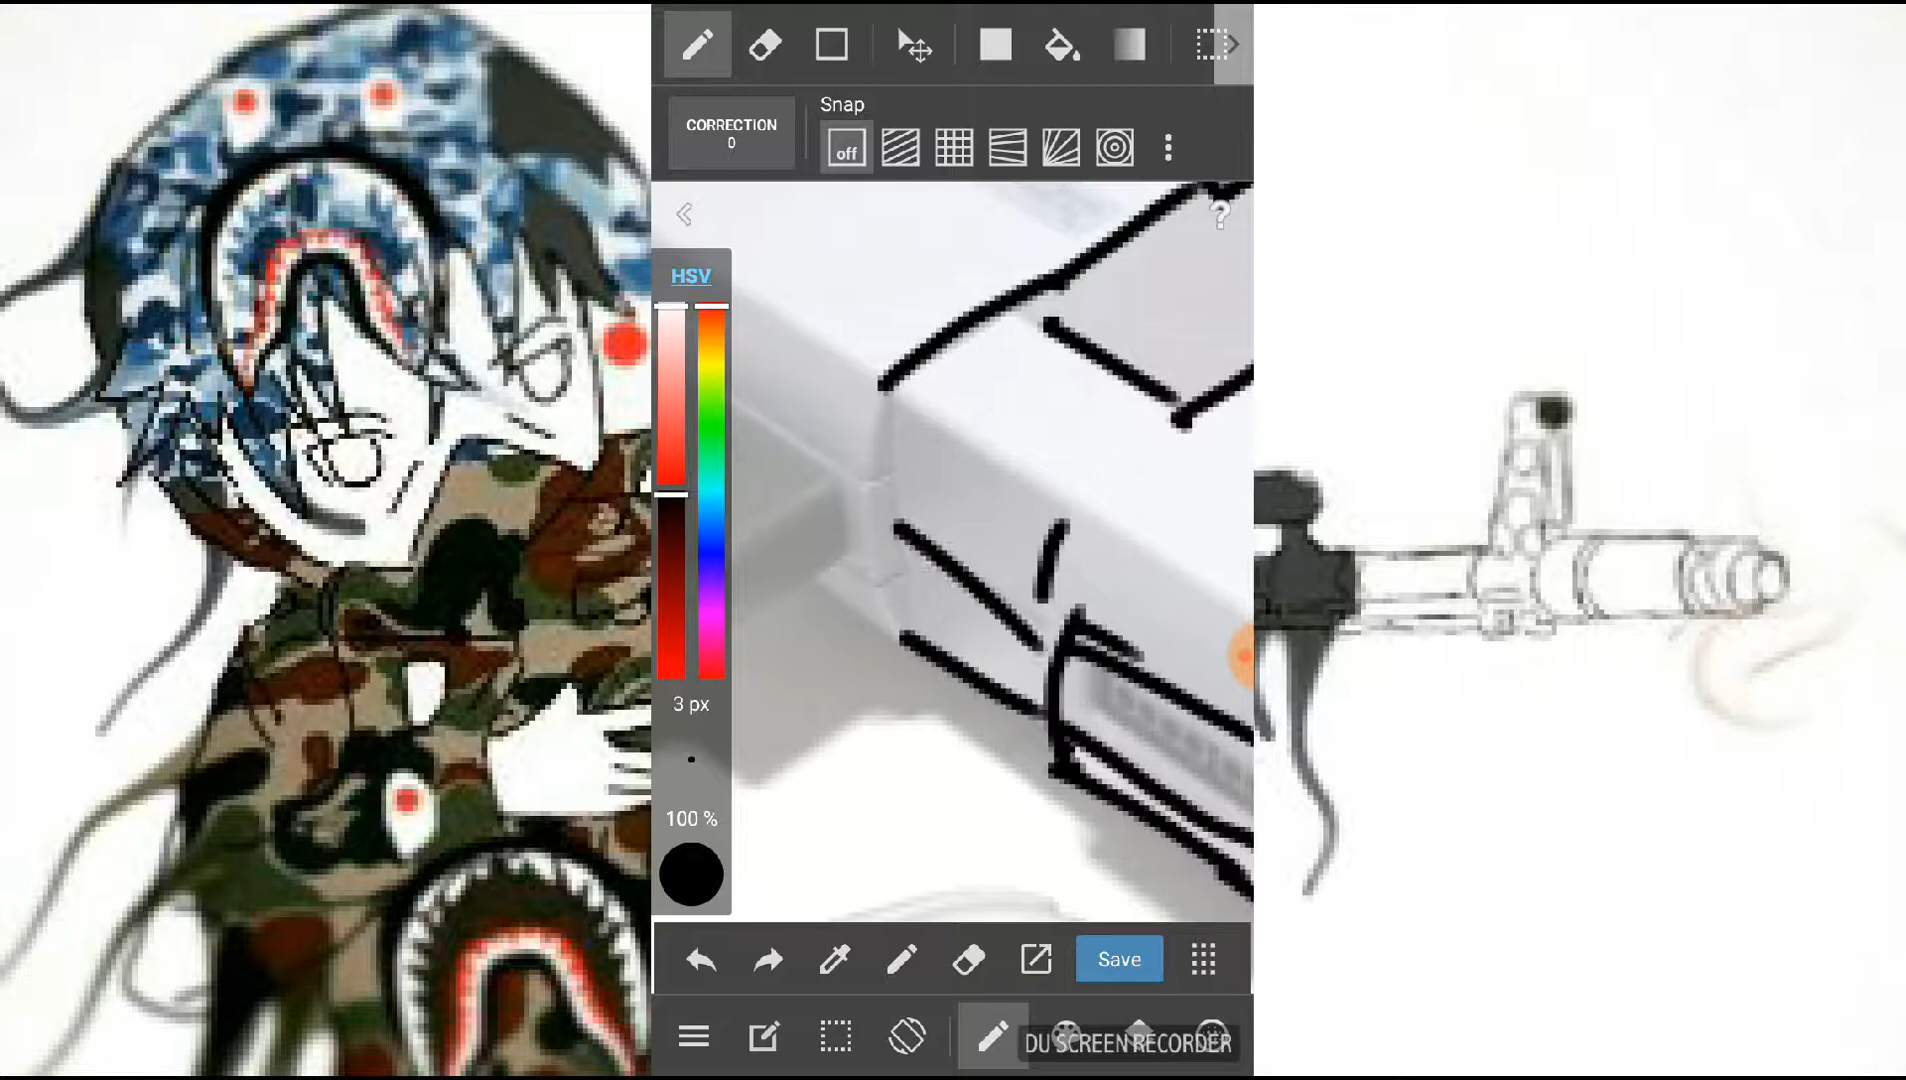 Snap
CORRECTION
0
off
?
HSV
3 px
100 %
Save
DU SCREEN RECORDER